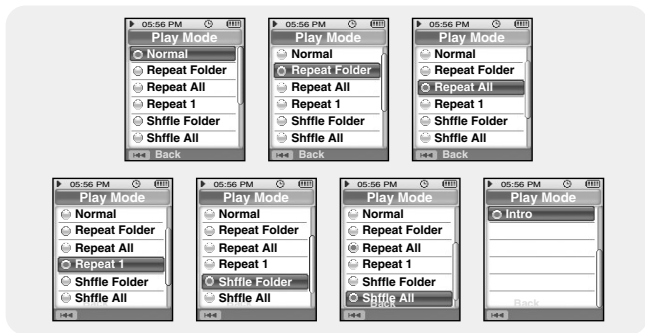 05:56 PM
Play Mode
Normal
Repeat Folder
Repeat All
Repeat 1
Shffle Folder
Shffle All
Back
05:56 PM
Play Mode
Normal
Repeat Folder
Repeat All
Repeat 1
Shffle Folder
Shffle All
Back
05:56 PM
Play Mode
Normal
Repeat Folder
Repeat All
Repeat 1
Shffle Folder
Shffle All
Back
05:56 PM
Play Mode
Normal
Repeat Folder
Repeat All
Repeat 1
Shffle Folder
Shffle All
05:56 PM
Play Mode
Normal
Repeat Folder
Repeat All
Repeat 1
Shffle Folder
Shffle All
05:56 PM
Play Mode
Normal
Repeat Folder
Repeat All
Repeat 1
Shffle Folder
Shffle All
Back
05:56 PM
Play Mode
Intro
Back